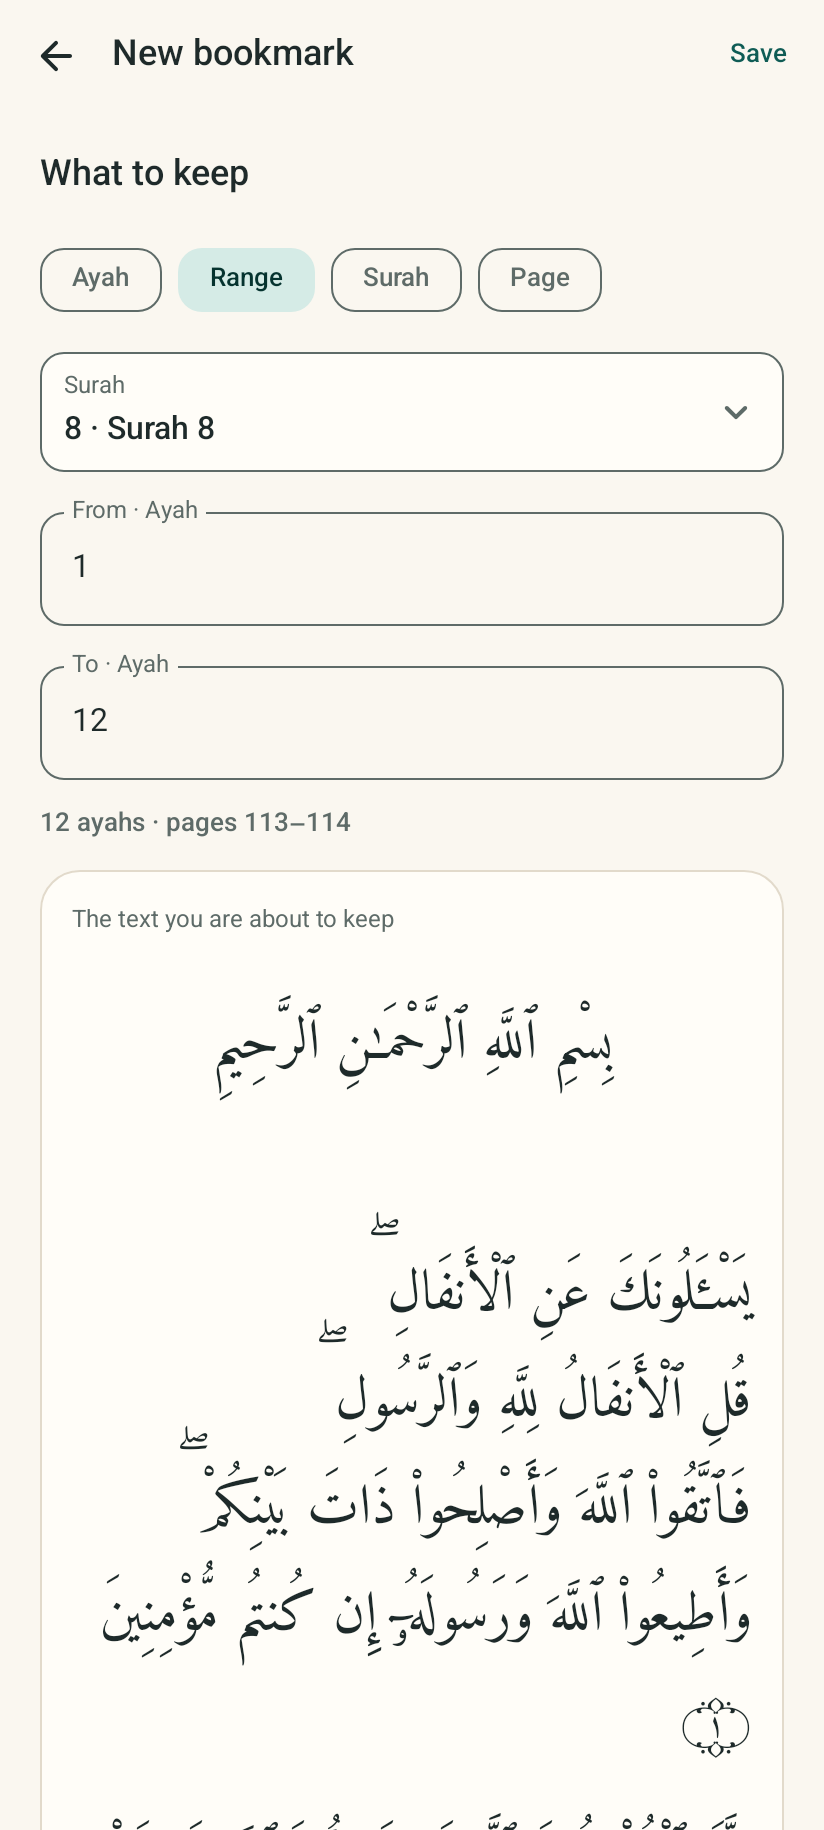 New bookmark
Save
What to keep
Ayah
Range
Surah
Page
Surah
8 · Surah 8
From · Ayah
1
To · Ayah
12
12 ayahs · pages 113–114
The text you are about to keep
بِسْمِ ٱللَّهِ ٱلرَّحْمَـٰنِ ٱلرَّحِيمِ
يَسْـَٔلُونَكَ عَنِ ٱلْأَنفَالِ ۖ
قُلِ ٱلْأَنفَالُ لِلَّهِ وَٱلرَّسُولِ ۖ
فَٱتَّقُوا۟ ٱللَّهَ وَأَصْلِحُوا۟ ذَاتَ بَيْنِكُمْ ۖ
وَأَطِيعُوا۟ ٱللَّهَ وَرَسُولَهُۥٓ إِن كُنتُم مُّؤْمِنِينَ
١